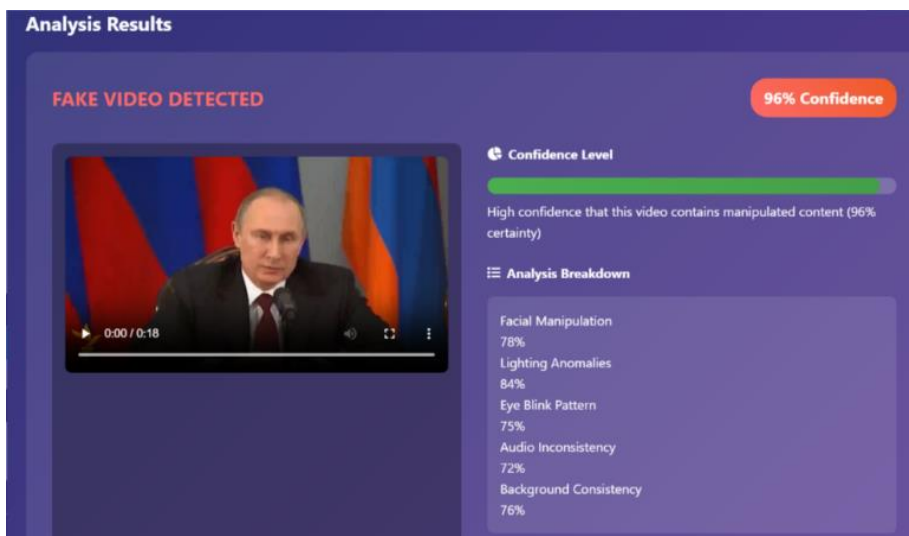 Analysis Results
FAKE VIDEO DETECTED
96% Confidence
0:00 / 0:18
Confidence Level
High confidence that this video contains manipulated content (96%
certainty)
Analysis Breakdown
Facial Manipulation
78%
Lighting Anomalies
84%
Eye Blink Pattern
75%
Audio Inconsistency
72%
Background Consistency
76%